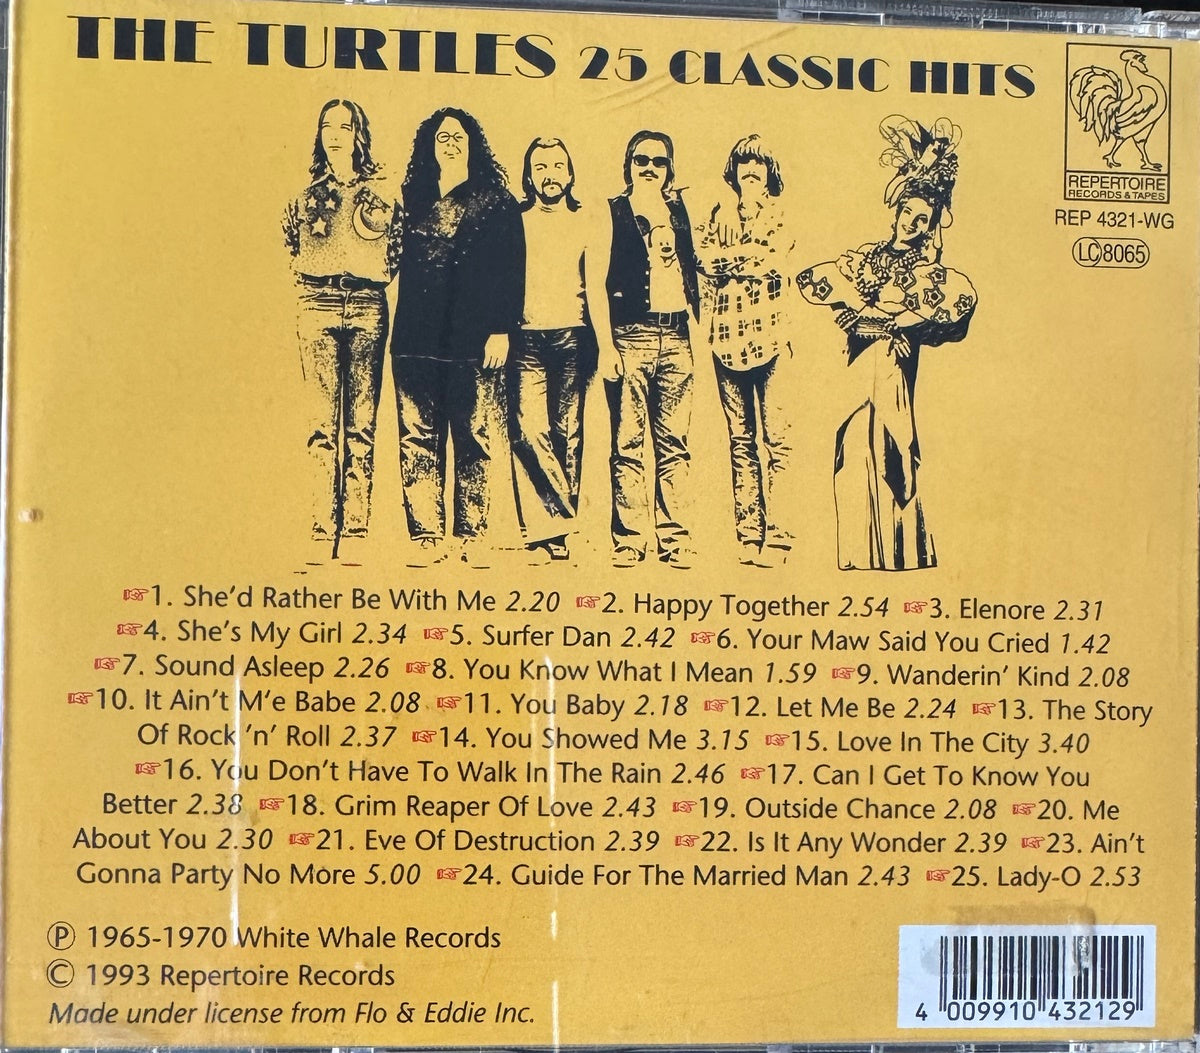 THE TURTLES 25 CLASSIC HITS
REPERTOIRE
RECORDS & TAPES
REP 4321-WG
LC 8065
☞1. She'd Rather Be With Me 2.20 ☞2. Happy Together 2.54 ☞3. Elenore 2.31
☞4. She's My Girl 2.34 ☞5. Surfer Dan 2.42 ☞6. Your Maw Said You Cried 1.42
☞7. Sound Asleep 2.26 ☞8. You Know What I Mean 1.59 ☞9. Wanderin' Kind 2.08
☞10. It Ain't M'e Babe 2.08 ☞11. You Baby 2.18 ☞12. Let Me Be 2.24 ☞13. The Story
Of Rock 'n' Roll 2.37 ☞14. You Showed Me 3.15 ☞15. Love In The City 3.40
☞16. You Don't Have To Walk In The Rain 2.46 ☞17. Can I Get To Know You
Better 2.38 ☞18. Grim Reaper Of Love 2.43 ☞19. Outside Chance 2.08 ☞20. Me
About You 2.30 ☞21. Eve Of Destruction 2.39 ☞22. Is It Any Wonder 2.39 ☞23. Ain't
Gonna Party No More 5.00 ☞24. Guide For The Married Man 2.43 ☞25. Lady-O 2.53
Ⓟ 1965-1970 White Whale Records
© 1993 Repertoire Records
Made under license from Flo & Eddie Inc.
4 009910 432129